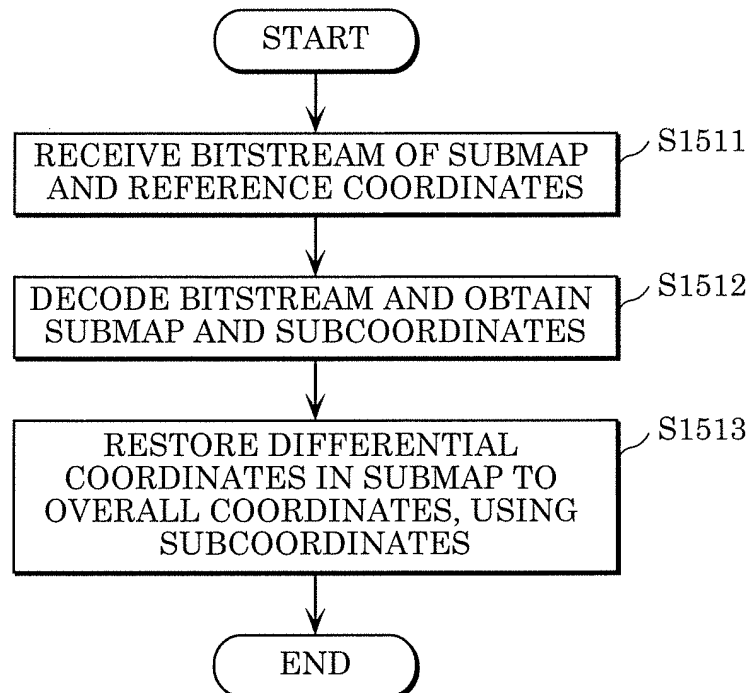 START
RECEIVE BITSTREAM OF SUBMAP
AND REFERENCE COORDINATES
S1511
DECODE BITSTREAM AND OBTAIN
SUBMAP AND SUBCOORDINATES
S1512
RESTORE DIFFERENTIAL
COORDINATES IN SUBMAP TO
OVERALL COORDINATES, USING
SUBCOORDINATES
S1513
END